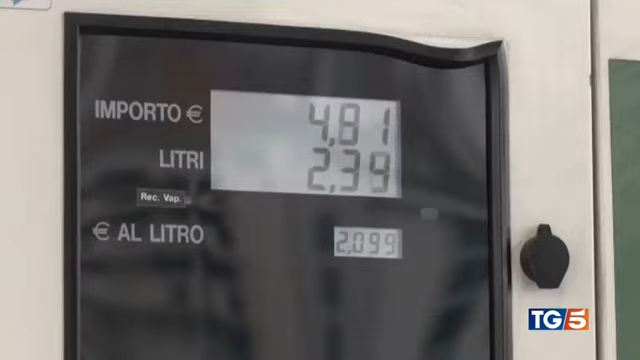 IMPORTO € 4,81
LITRI 2,39
Rec. Vap.
€ AL LITRO 2,099
TG5